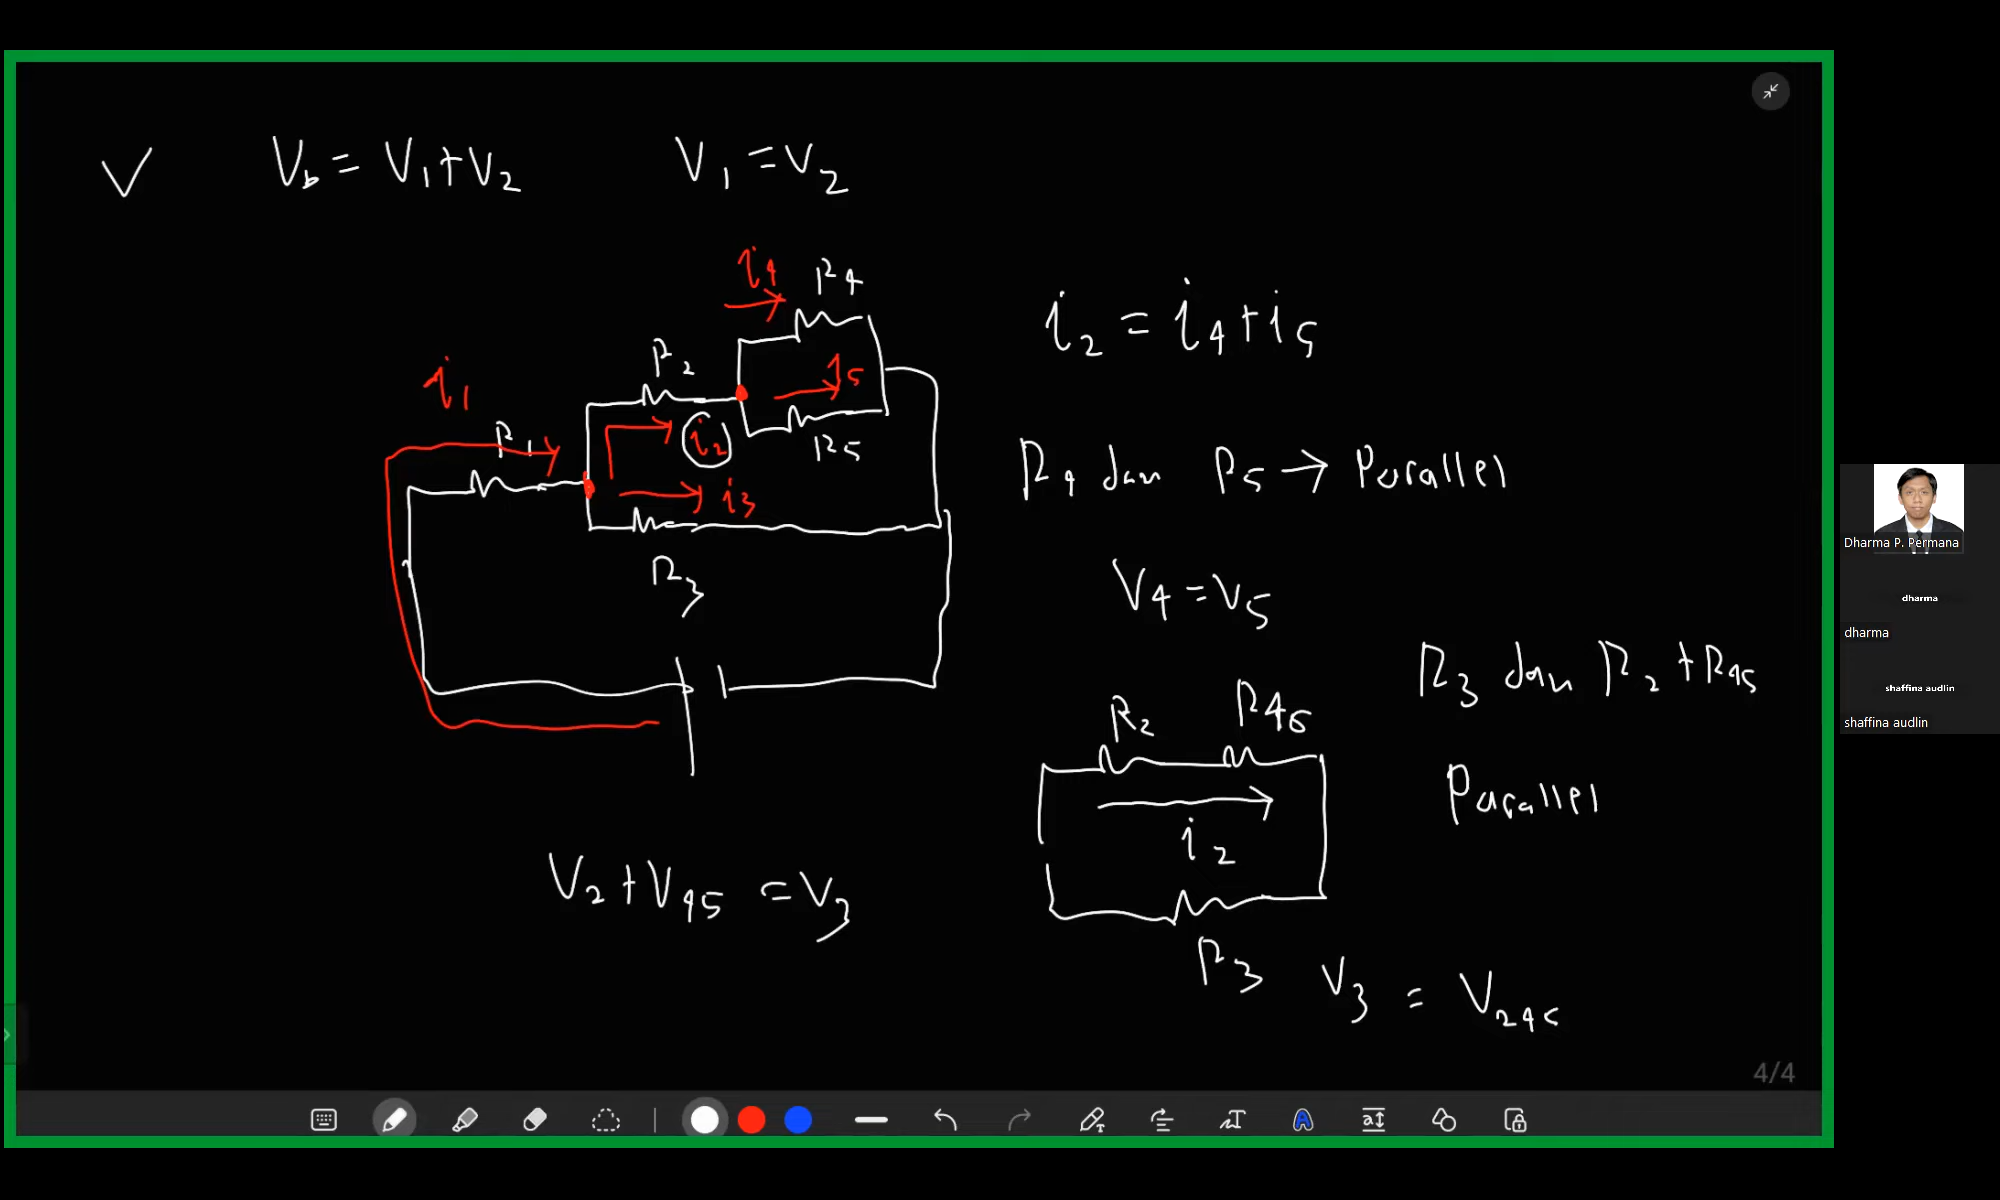 V
Vb = V1 + V2
V1 = V2
i4
R4
R2
i5
i1
i2
R5
R1
i3
R3
i2 = i4 + i5
R4 dan R5 → Parallel
V4 = V5
R3 dan R2 + R45
Parallel
R2
R45
i2
R3
V2 + V45 = V3
V3 = V245
4/4
Dharma P. Permana
dharma
dharma
shaffina audlin
shaffina audlin